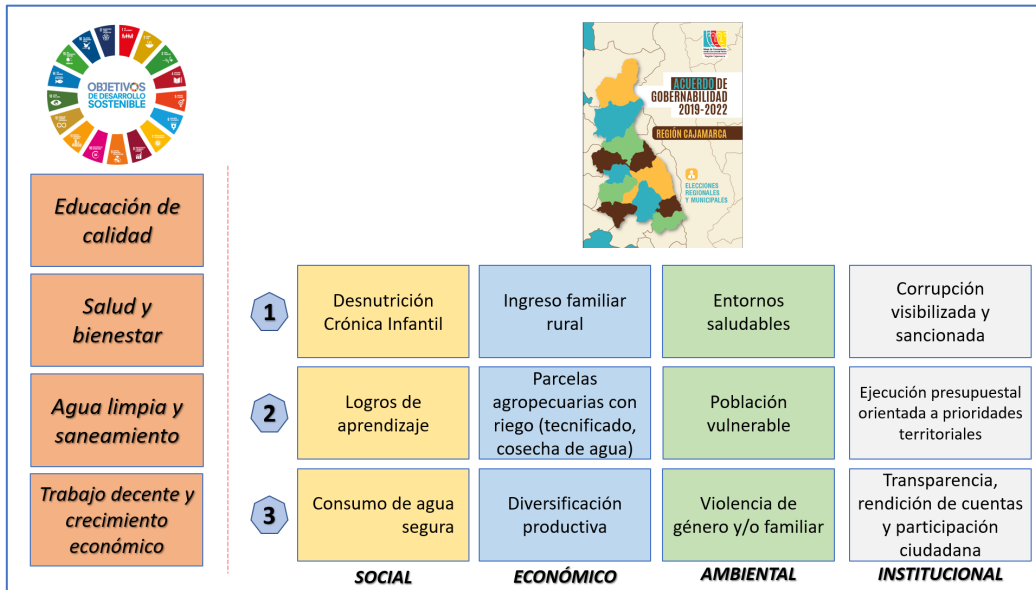 OBJETIVOS
DE DESARROLLO
SOSTENIBLE
ACUERDO DE
GOBERNABILIDAD
2019-2022
REGIÓN CAJAMARCA
ELECCIONES
REGIONALES
Y MUNICIPALES
Educación de
calidad
Salud y
bienestar
Agua limpia y
saneamiento
Trabajo decente y
crecimiento
económico
1
Desnutrición
Crónica Infantil
Ingreso familiar
rural
Entornos
saludables
Corrupción
visibilizada y
sancionada
2
Logros de
aprendizaje
Parcelas
agropecuarias con
riego (tecnificado,
cosecha de agua)
Población
vulnerable
Ejecución presupuestal
orientada a prioridades
territoriales
3
Consumo de agua
segura
Diversificación
productiva
Violencia de
género y/o familiar
Transparencia,
rendición de cuentas
y participación
ciudadana
SOCIAL
ECONÓMICO
AMBIENTAL
INSTITUCIONAL